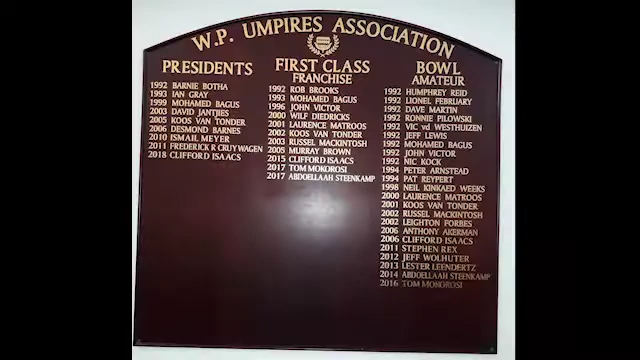 W.P. UMPIRES ASSOCIATION
PRESIDENTS
1992 BARNIE BOTHA
1993 IAN GRAY
1999 MOHAMED BAGUS
2003 DAVID JANTJIES
2005 KOOS VAN TONDER
2006 DESMOND BARNES
2010 ISMAIL MEYER
2011 FREDERICK R CRUYWAGEN
2018 CLIFFORD ISAACS
FIRST CLASS
FRANCHISE
1992 ROB BROOKS
1993 MOHAMED BAGUS
1996 JOHN VICTOR
2000 WILF DIEDRICKS
2001 LAURENCE MATROOS
2002 KOOS VAN TONDER
2003 RUSSEL MACKINTOSH
2005 MURRAY BROWN
2015 CLIFFORD ISAACS
2017 TOM MOKOROSI
2017 ABDOELLAAH STEENKAMP
BOWL
AMATEUR
1992 HUMPHREY REID
1992 LIONEL FEBRUARY
1992 DAVE MARTIN
1992 RONNIE PILOWSKI
1992 VIC vd WESTHUIZEN
1992 JEFF LEWIS
1992 MOHAMED BAGUS
1992 JOHN VICTOR
1992 NIC KOCK
1994 PETER ARNSTEAD
1994 PAT REYPERT
1998 NEIL KINKAED WEEKS
2000 LAURENCE MATROOS
2001 KOOS VAN TONDER
2002 RUSSEL MACKINTOSH
2002 LEIGHTON FORBES
2006 ANTHONY AKERMAN
2006 CLIFFORD ISAACS
2011 STEPHEN REX
2012 JEFF WOLHUTER
2013 LESTER LEENDERTZ
2014 ABDOELLAAH STEENKAMP
2016 TOM MOKOROSI